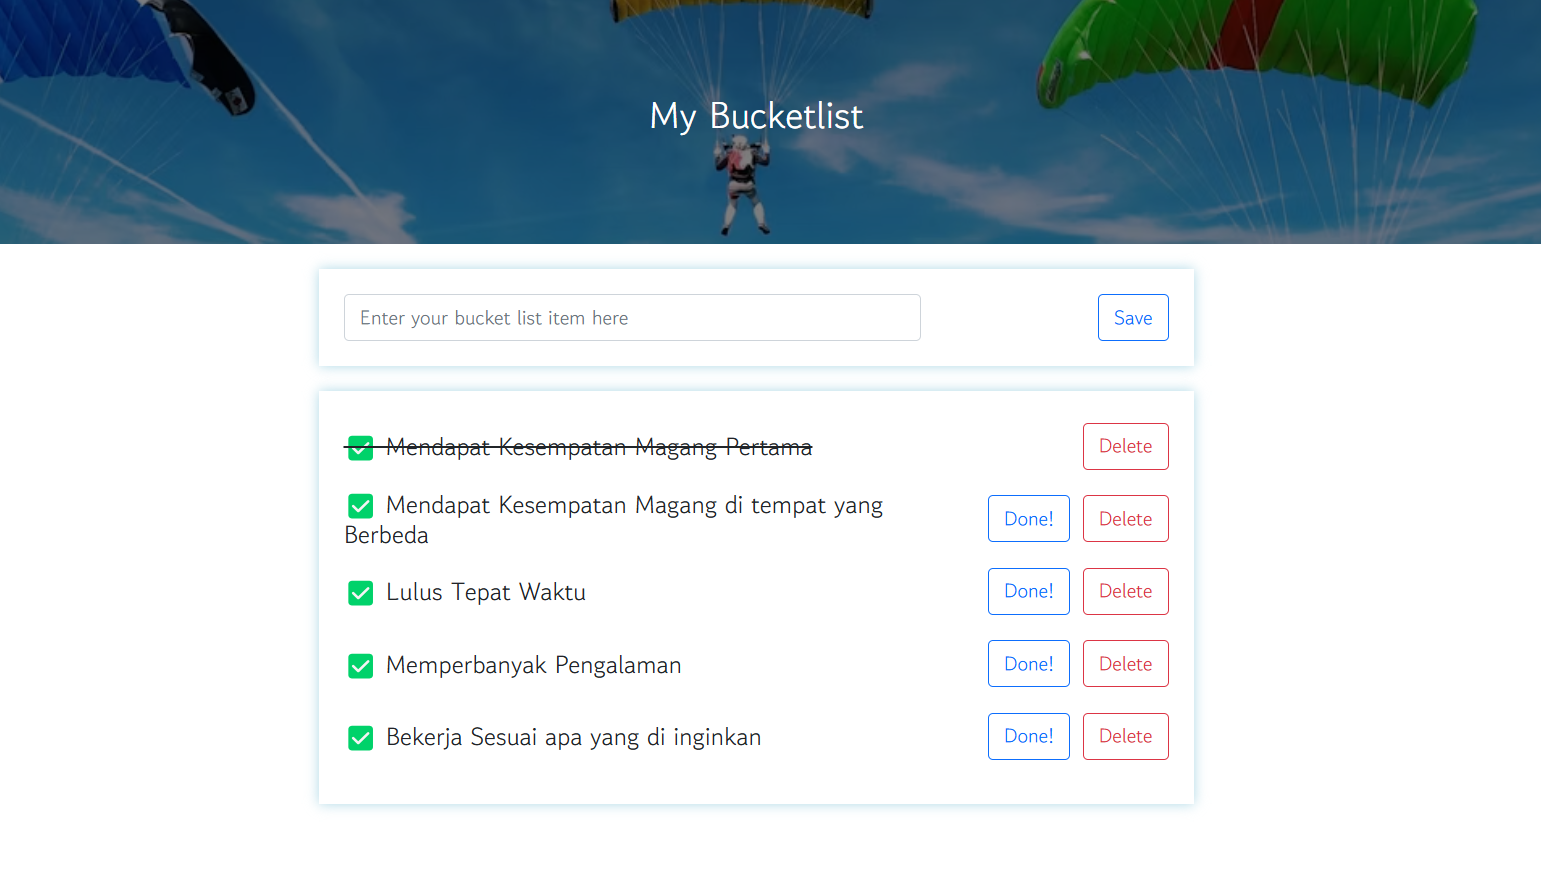 My Bucketlist
Enter your bucket list item here
Save
✅ Mendapat Kesempatan Magang Pertama
Delete
✅ Mendapat Kesempatan Magang di tempat yang
Berbeda
Done!
Delete
✅ Lulus Tepat Waktu
Done!
Delete
✅ Memperbanyak Pengalaman
Done!
Delete
✅ Bekerja Sesuai apa yang di inginkan
Done!
Delete